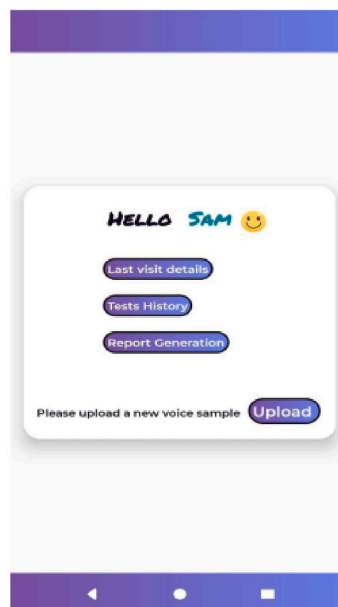 Hello Sam
Last visit details
Tests History
Report Generation
Please upload a new voice sample Upload